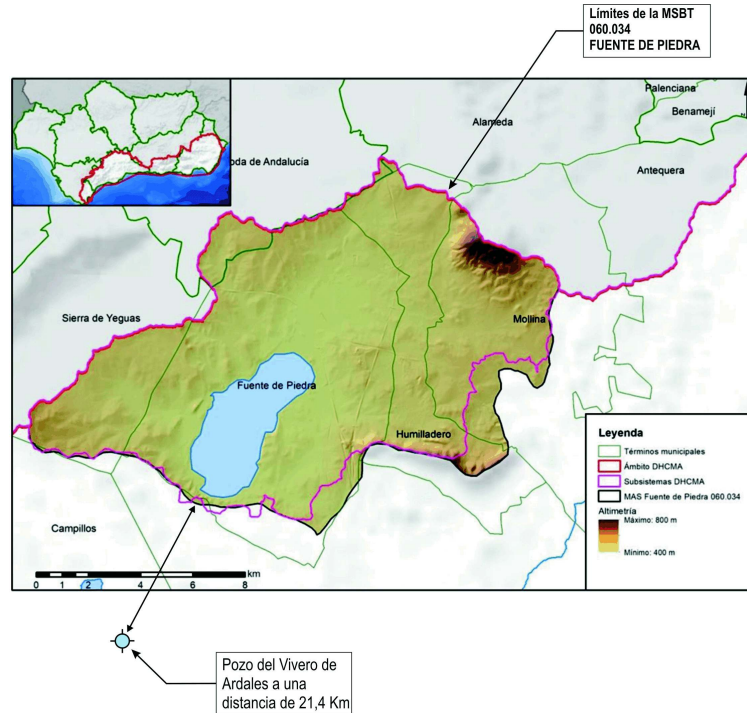 Límites de la MSBT
060.034
FUENTE DE PIEDRA
Palenciana
Benamejí
Alameda
oda de Andalucía
Antequera
Sierra de Yeguas
Mollina
Fuente de Piedra
Humilladero
Campillos
km
0 1 2 4 6 8
Leyenda
Términos municipales
Ámbito DHCMA
Subsistemas DHCMA
MAS Fuente de Piedra 060.034
Altimetría
Máximo: 800 m
Mínimo: 400 m
Pozo del Vivero de
Ardales a una
distancia de 21,4 Km